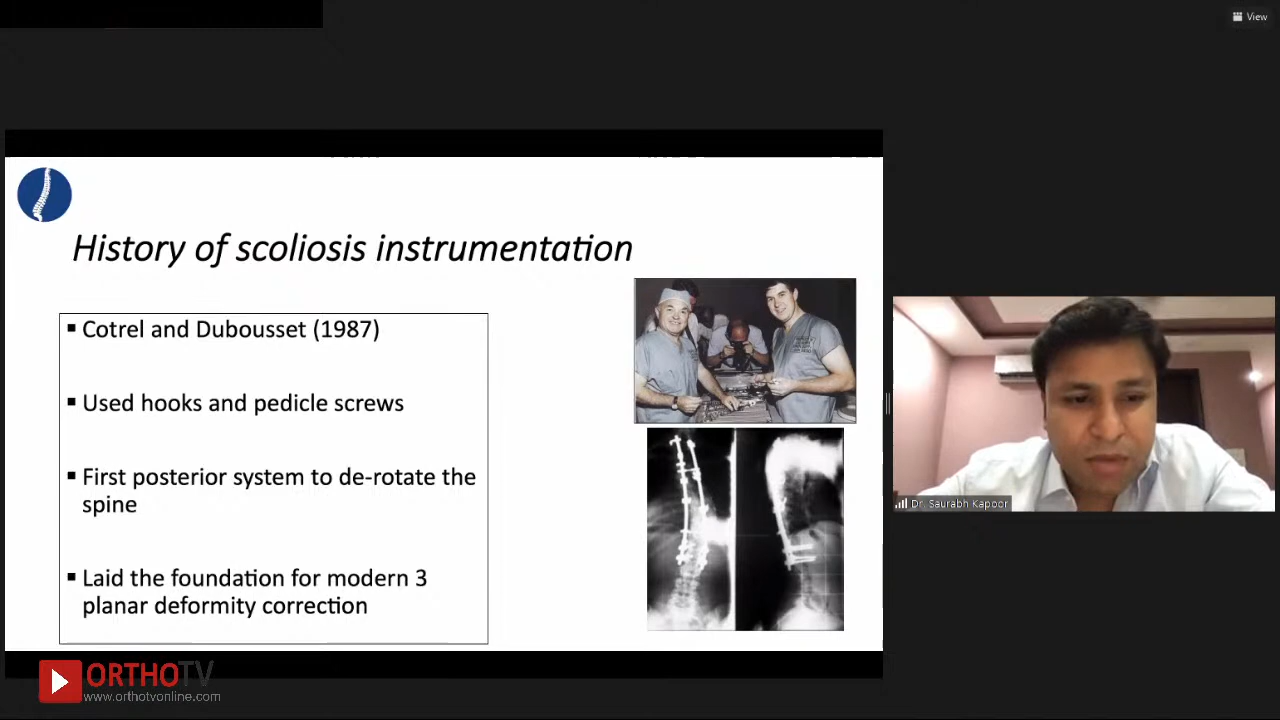 View
History of scoliosis instrumentation
▪ Cotrel and Dubousset (1987)
▪ Used hooks and pedicle screws
▪ First posterior system to de-rotate the
spine
▪ Laid the foundation for modern 3
planar deformity correction
Dr. Saurabh Kapoor
ORTHOTV
www.orthotvonline.com